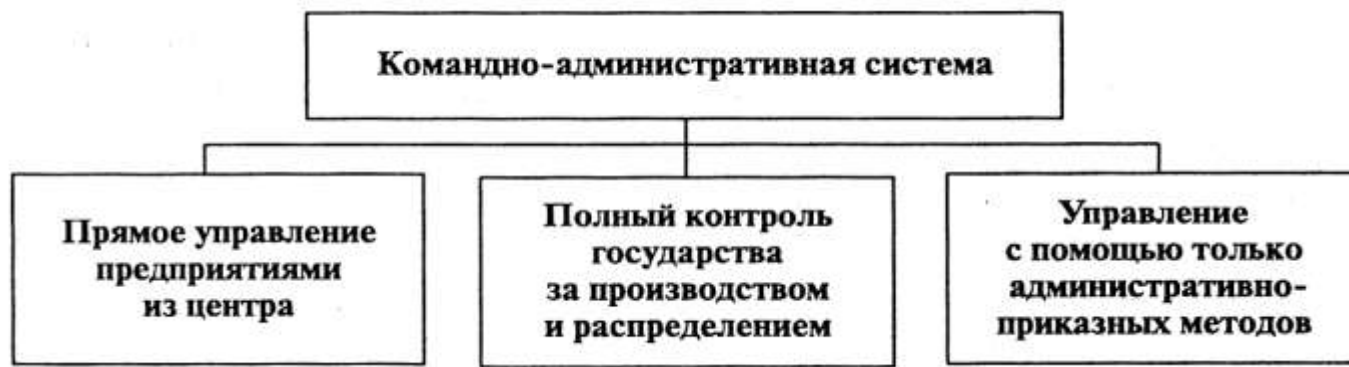 Командно-административная система
Прямое управление
предприятиями
из центра
Полный контроль
государства
за производством
и распределением
Управление
с помощью только
административно-
приказных методов